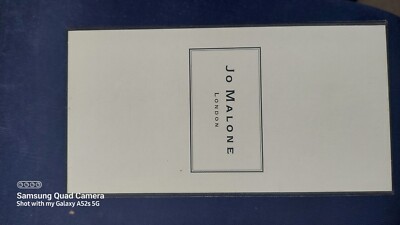 JO MALONE
LONDON
Samsung Quad Camera
Shot with my Galaxy A52s 5G